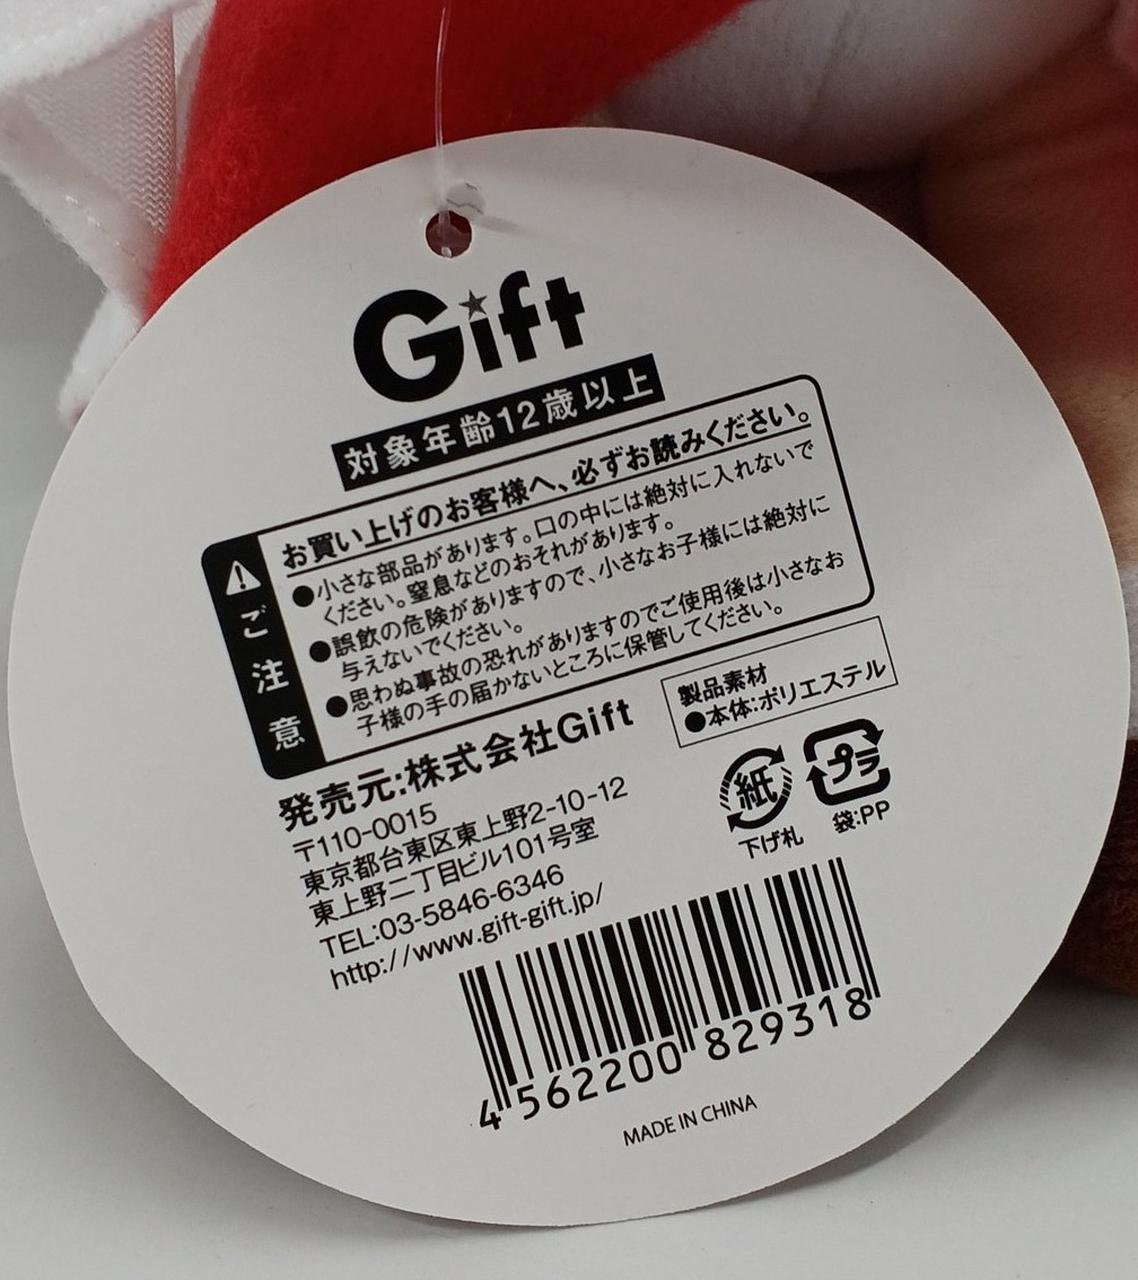 Gift
対象年齢12歳以上
お買い上げのお客様へ、必ずお読みください。
ご注意
●小さな部品があります。口の中には絶対に入れないで
ください。窒息などのおそれがあります。
●誤飲の危険がありますので、小さなお子様には絶対に
与えないでください。
●思わぬ事故の恐れがありますのでご使用後は小さなお
子様の手の届かないところに保管してください。
製品素材
●本体:ポリエステル
発売元:株式会社Gift
〒110-0015
東京都台東区東上野2-10-12
東上野二丁目ビル101号室
TEL:03-5846-6346
http://www.gift-gift.jp/
紙
下げ札
プラ
袋:PP
4 562200 829318
MADE IN CHINA